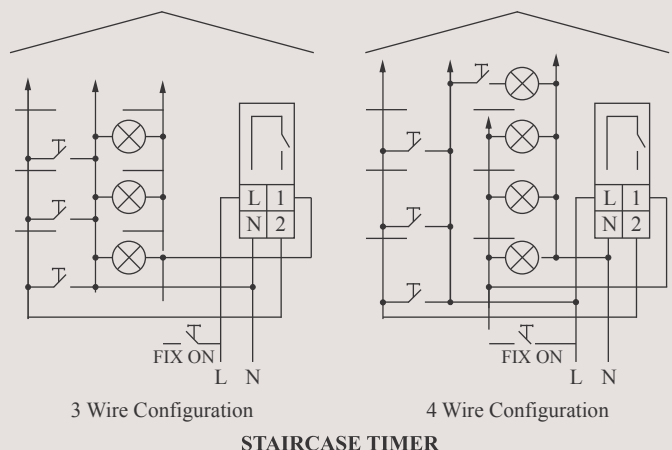 L 1
N 2
FIX ON
L N
3 Wire Configuration
L 1
N 2
FIX ON
L N
4 Wire Configuration
STAIRCASE TIMER